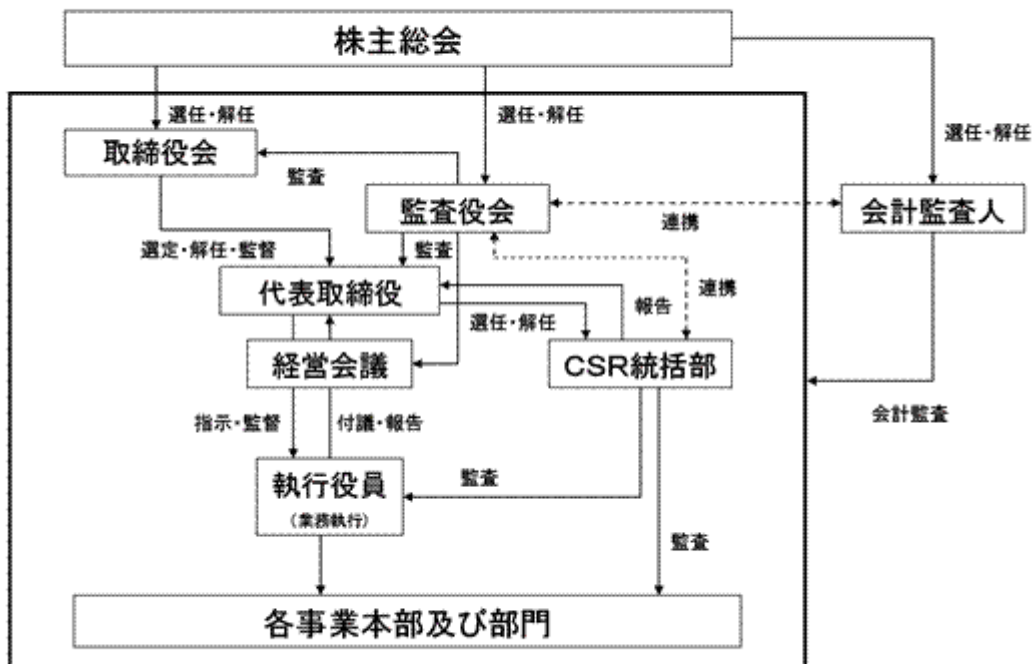 株主総会
選任・解任
選任・解任
選任・解任
取締役会
監査
監査役会
連携
会計監査人
選定・解任・監督
監査
代表取締役
連携
報告
選任・解任
経営会議
CSR統括部
会計監査
指示・監督
付議・報告
執行役員
(業務執行)
監査
監査
各事業本部及び部門